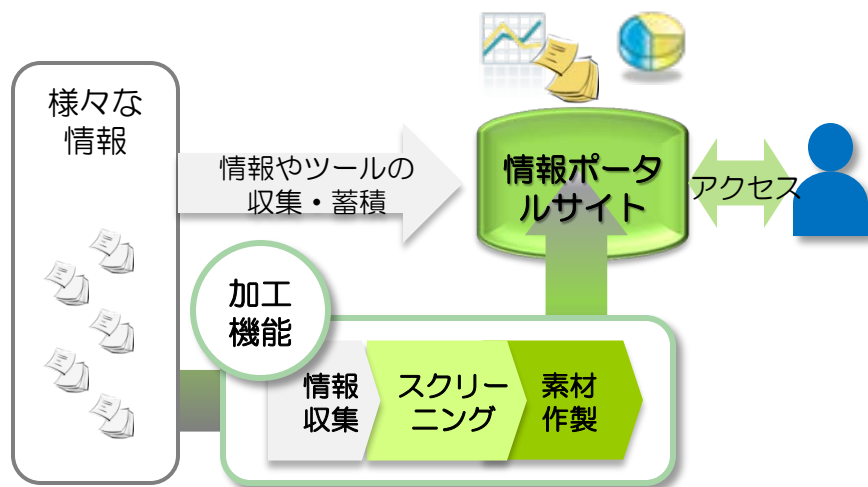 様々な
情報
情報やツールの
収集・蓄積
情報ポータ
ルサイト
アクセス
加工
機能
情報
収集
スクリー
ニング
素材
作製